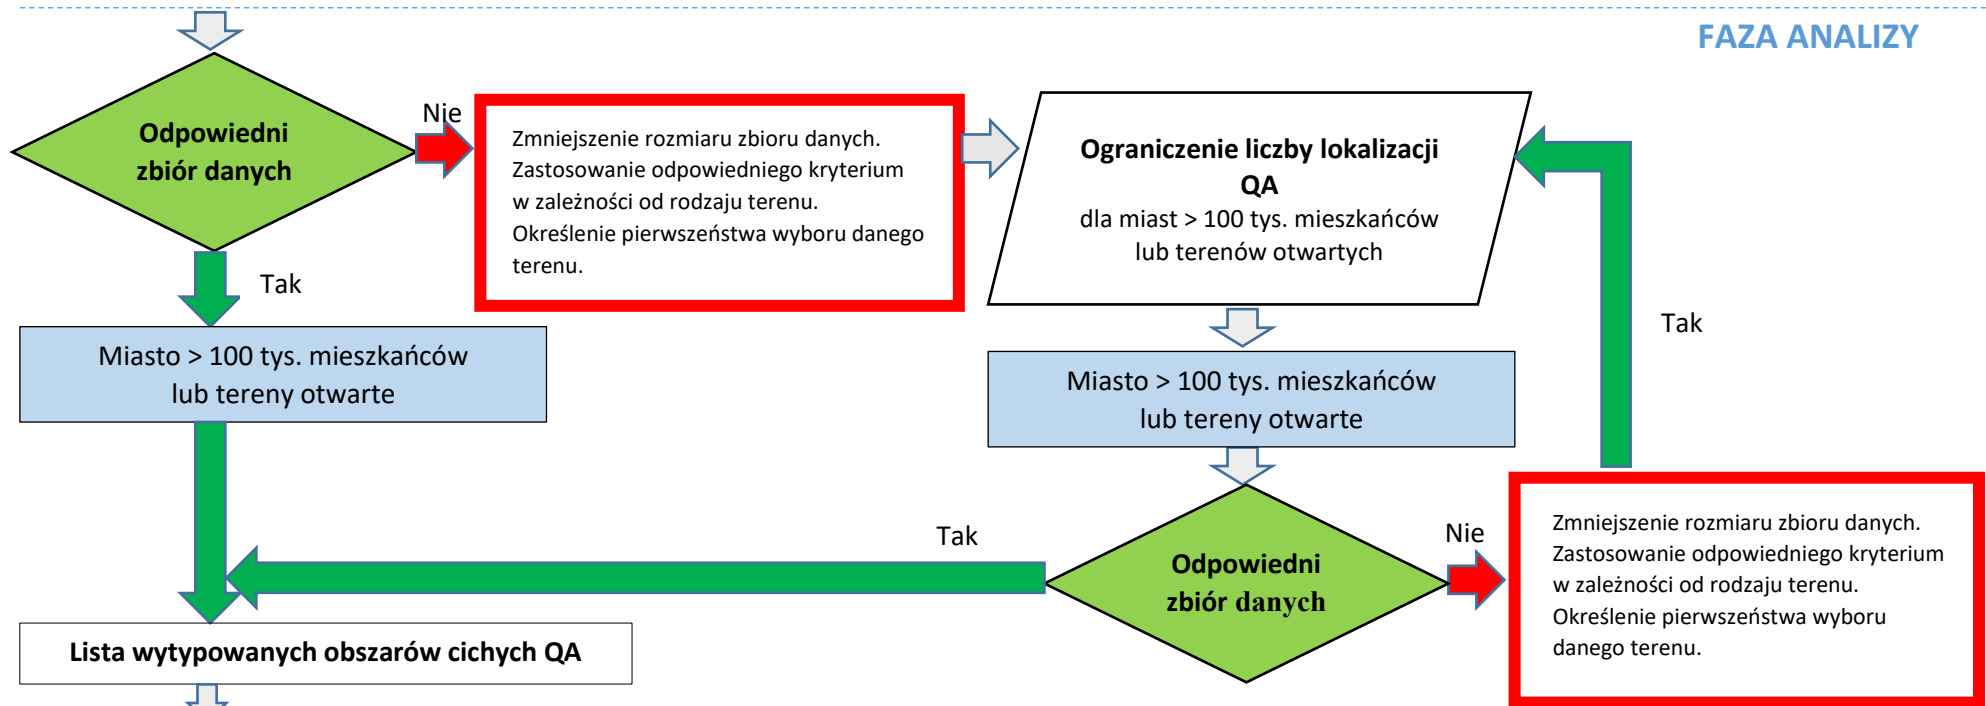 FAZA ANALIZY
Odpowiedni
zbiór danych
Nie
Zmniejszenie rozmiaru zbioru danych.
Zastosowanie odpowiedniego kryterium
w zależności od rodzaju terenu.
Określenie pierwszeństwa wyboru danego
terenu.
Ograniczenie liczby lokalizacji
QA
dla miast > 100 tys. mieszkańców
lub terenów otwartych
Tak
Tak
Miasto > 100 tys. mieszkańców
lub tereny otwarte
Miasto > 100 tys. mieszkańców
lub tereny otwarte
Tak
Odpowiedni
zbiór danych
Nie
Zmniejszenie rozmiaru zbioru danych.
Zastosowanie odpowiedniego kryterium
w zależności od rodzaju terenu.
Określenie pierwszeństwa wyboru
danego terenu.
Lista wytypowanych obszarów cichych QA